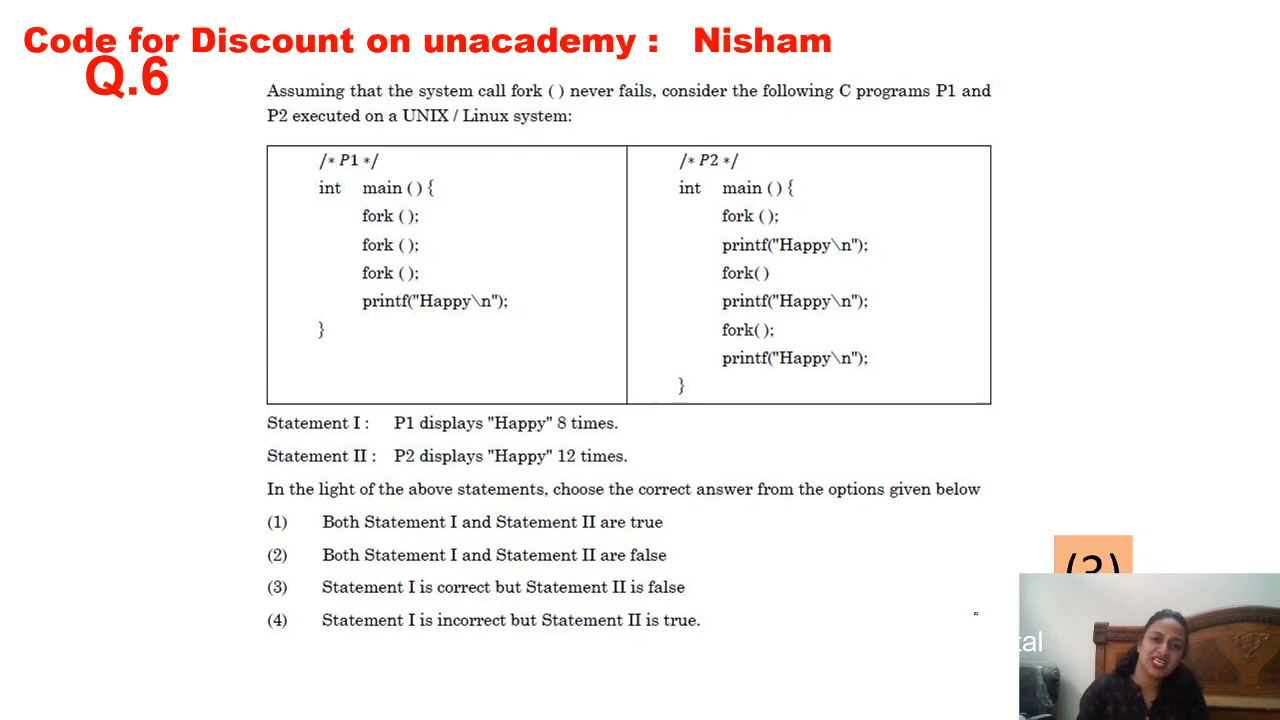 Code for Discount on unacademy : Nisham
Q.6
Assuming that the system call fork ( ) never fails, consider the following C programs P1 and
P2 executed on a UNIX / Linux system:
/* P1 */
int main ( ) {
fork ( );
fork ( );
fork ( );
printf("Happy\n");
}
/* P2 */
int main ( ) {
fork ( );
printf("Happy\n");
fork( )
printf("Happy\n");
fork( );
printf("Happy\n");
}
Statement I : P1 displays "Happy" 8 times.
Statement II : P2 displays "Happy" 12 times.
In the light of the above statements, choose the correct answer from the options given below
(1) Both Statement I and Statement II are true
(2) Both Statement I and Statement II are false
(3) Statement I is correct but Statement II is false
(4) Statement I is incorrect but Statement II is true.
(3)